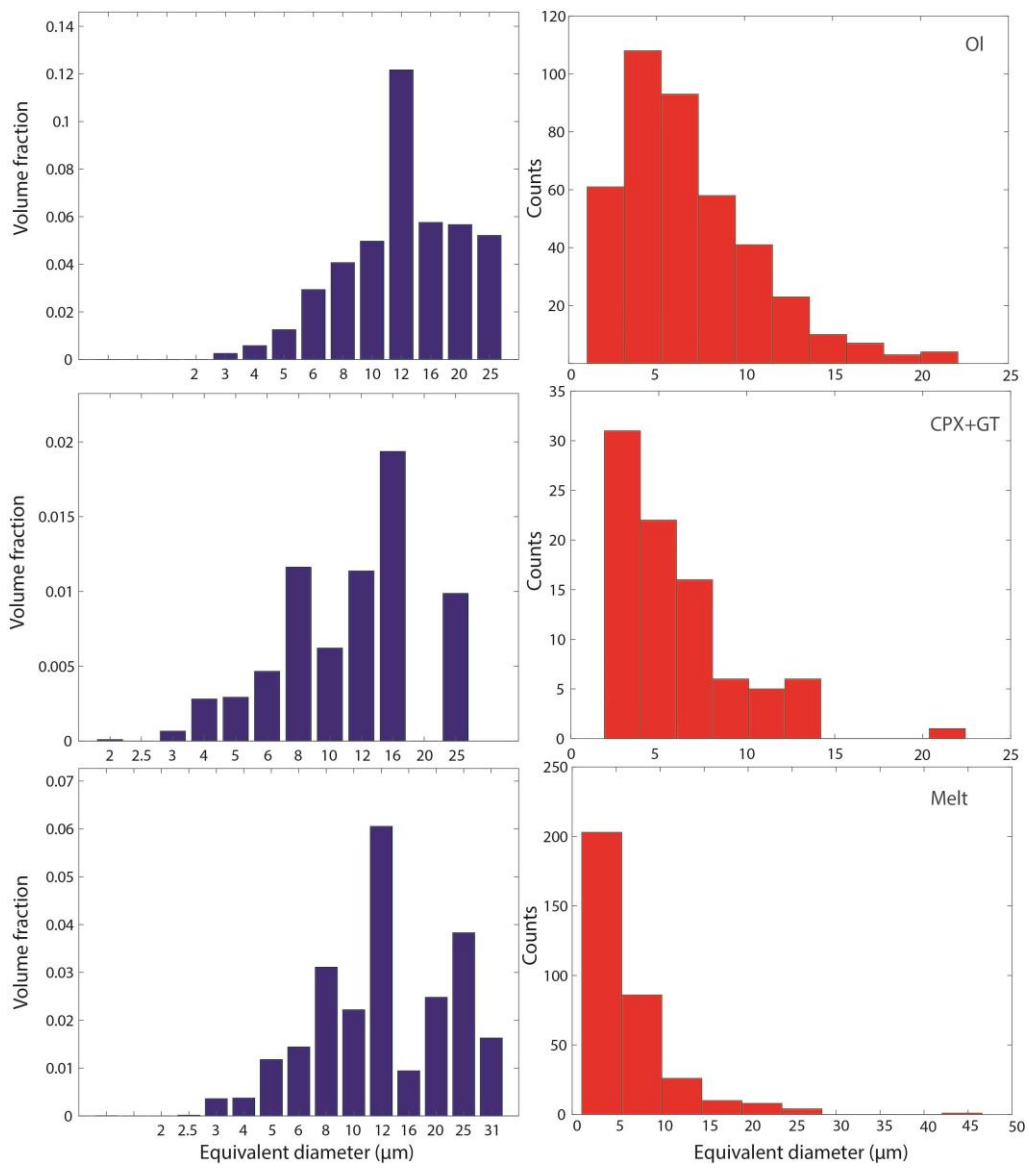 0.14
0.12
0.1
0.08
0.06
0.04
0.02
0
Volume fraction
2 3 4 5 6 8 10 12 16 20 25
120
100
80
60
40
20
Counts
Ol
0 5 10 15 20 25
0.02
0.015
0.01
0.005
0
Volume fraction
2 2.5 3 4 5 6 8 10 12 16 20 25
35
30
25
20
15
10
5
0
Counts
CPX+GT
0 5 10 15 20 25
0.07
0.06
0.05
0.04
0.03
0.02
0.01
0
Volume fraction
2 2.5 3 4 5 6 8 10 12 16 20 25 31
Equivalent diameter (μm)
250
200
150
100
50
0
Counts
Melt
0 5 10 15 20 25 30 35 40 45 50
Equivalent diameter (μm)